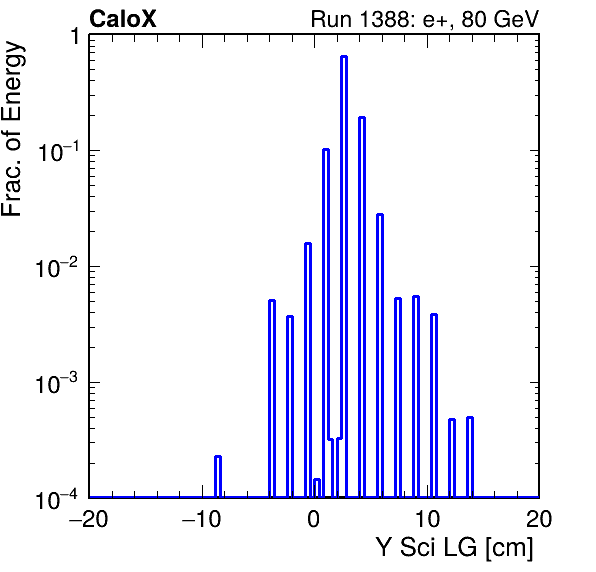 CaloX Run 1388: e+, 80 GeV
Frac. of Energy
1
10⁻¹
10⁻²
10⁻³
10⁻⁴
−20 −10 0 10 20
Y Sci LG [cm]